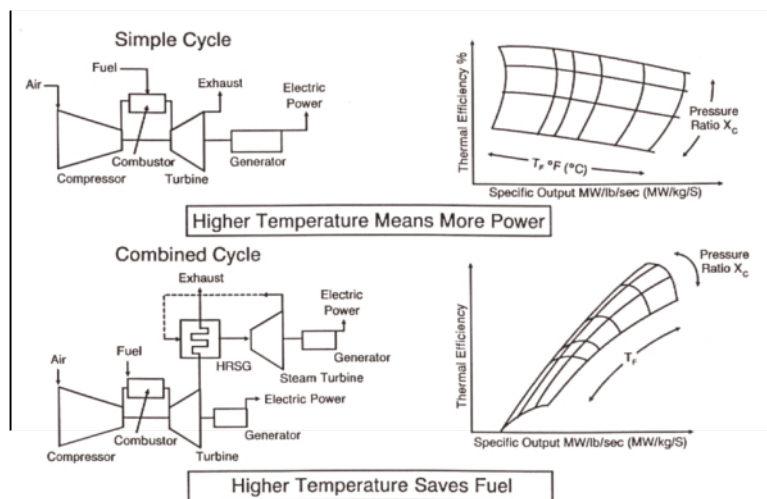 Simple Cycle
Fuel
Air
Exhaust
Electric
Power
Combustor
Generator
Compressor
Turbine
Thermal Efficiency %
Pressure
Ratio Xc
TF °F (°C)
Specific Output MW/lb/sec (MW/kg/S)
Higher Temperature Means More Power
Combined Cycle
Exhaust
Electric
Power
Generator
HRSG
Steam Turbine
Air
Fuel
Electric Power
Combustor
Generator
Compressor
Turbine
Thermal Efficiency
Pressure
Ratio Xc
TF
Specific Output MW/lb/sec (MW/kg/S)
Higher Temperature Saves Fuel